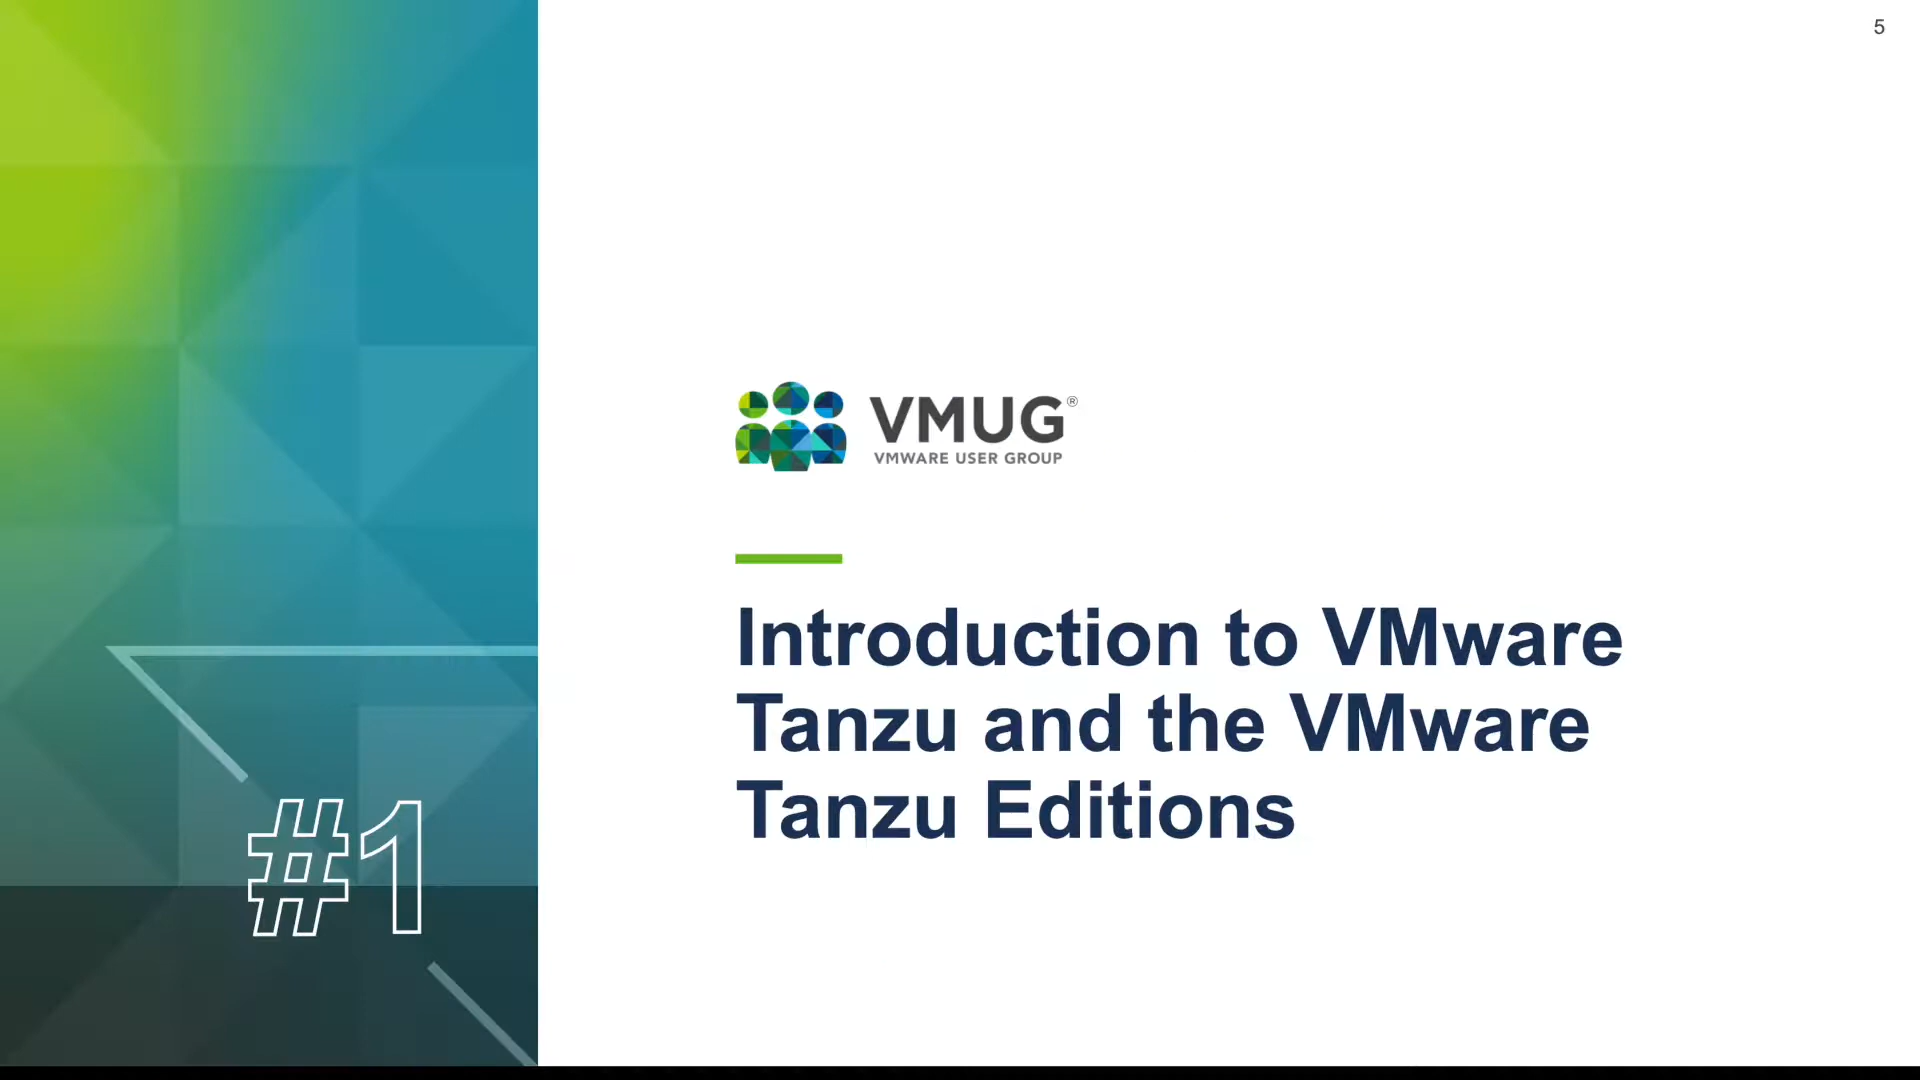 5
VMUG®
VMWARE USER GROUP
Introduction to VMware
Tanzu and the VMware
Tanzu Editions
#1